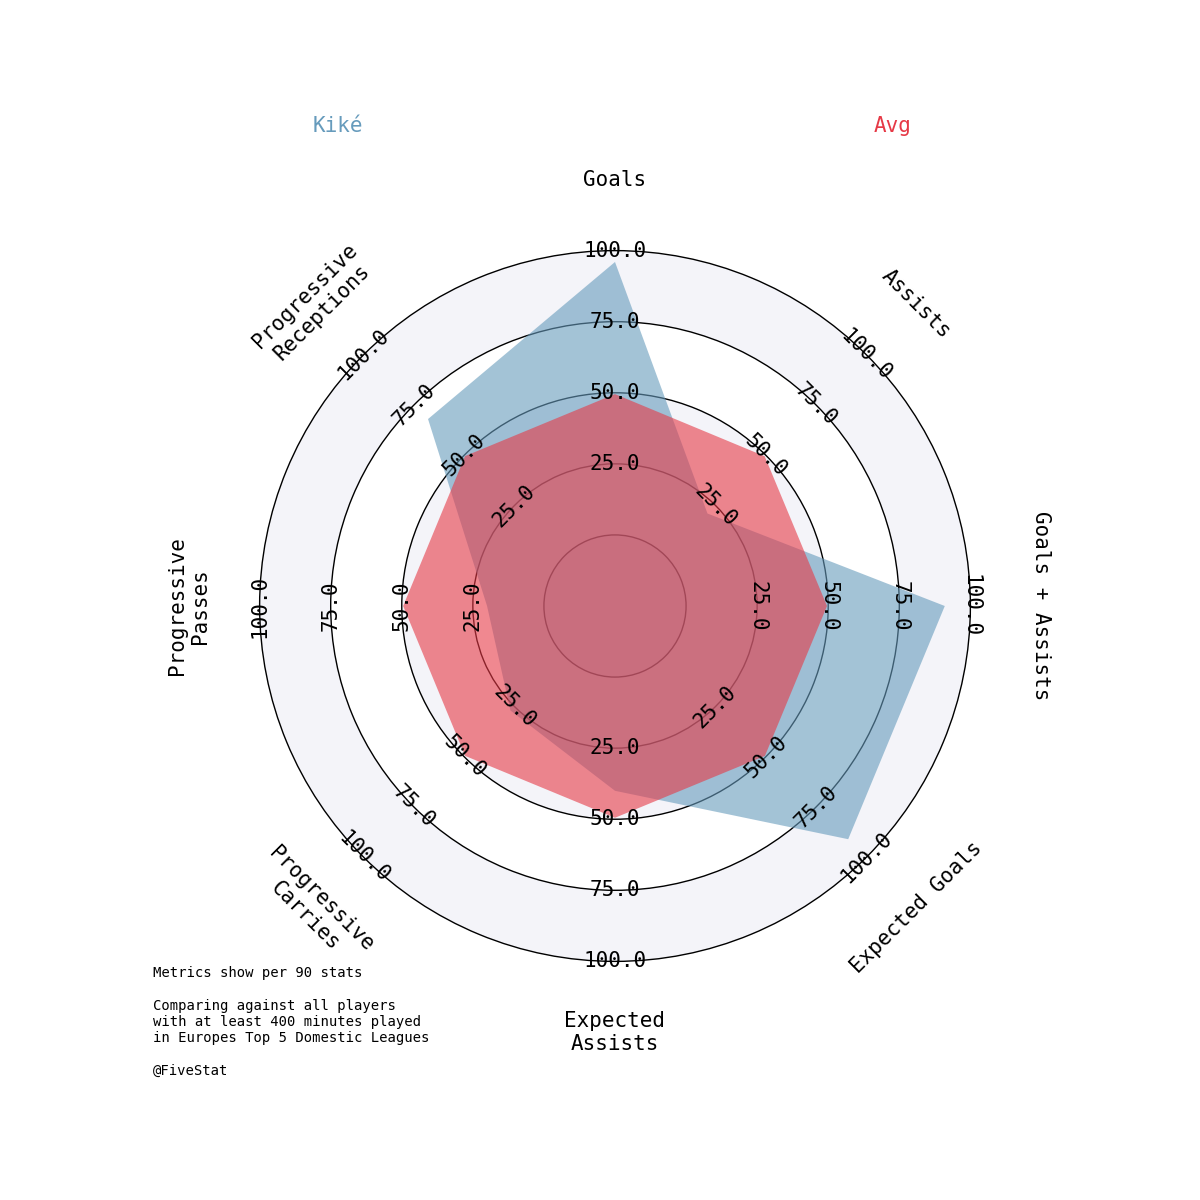 Kiké
Avg
Goals
Progressive
Receptions
Assists
100.0
100.0
100.0
75.0
75.0
75.0
50.0
50.0
50.0
25.0
25.0
25.0
Progressive
Passes
100.0
75.0
50.0
25.0
25.0
50.0
75.0
100.0
Goals + Assists
25.0
25.0
25.0
50.0
50.0
50.0
75.0
75.0
75.0
100.0
100.0
100.0
Progressive
Carries
Expected Goals
Expected
Assists
Metrics show per 90 stats
Comparing against all players
with at least 400 minutes played
in Europes Top 5 Domestic Leagues
@FiveStat